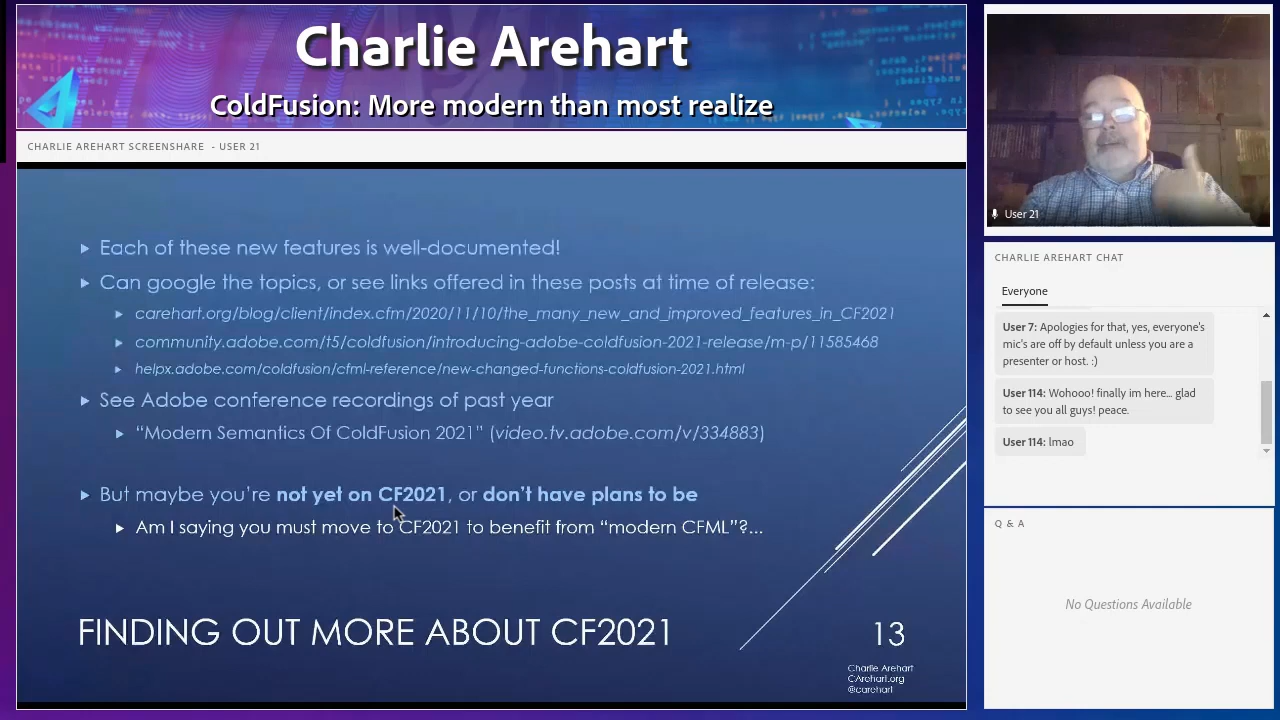 Charlie Arehart
ColdFusion: More modern than most realize
CHARLIE AREHART SCREENSHARE - USER 21
Each of these new features is well-documented!
Can google the topics, or see links offered in these posts at time of release:
carehart.org/blog/client/index.cfm/2020/11/10/the_many_new_and_improved_features_in_CF2021
community.adobe.com/t5/coldfusion/introducing-adobe-coldfusion-2021-release/m-p/11585468
helpx.adobe.com/coldfusion/cfml-reference/new-changed-functions-coldfusion-2021.html
See Adobe conference recordings of past year
“Modern Semantics Of ColdFusion 2021” (video.tv.adobe.com/v/334883)
But maybe you’re not yet on CF2021, or don’t have plans to be
Am I saying you must move to CF2021 to benefit from “modern CFML”?...
FINDING OUT MORE ABOUT CF2021
13
Charlie Arehart
CArehart.org
@carehart
User 21
CHARLIE AREHART CHAT
Everyone
User 7: Apologies for that, yes, everyone's
mic's are off by default unless you are a
presenter or host. :)
User 114: Wohooo! finally im here... glad
to see you all guys! peace.
User 114: lmao
Q & A
No Questions Available